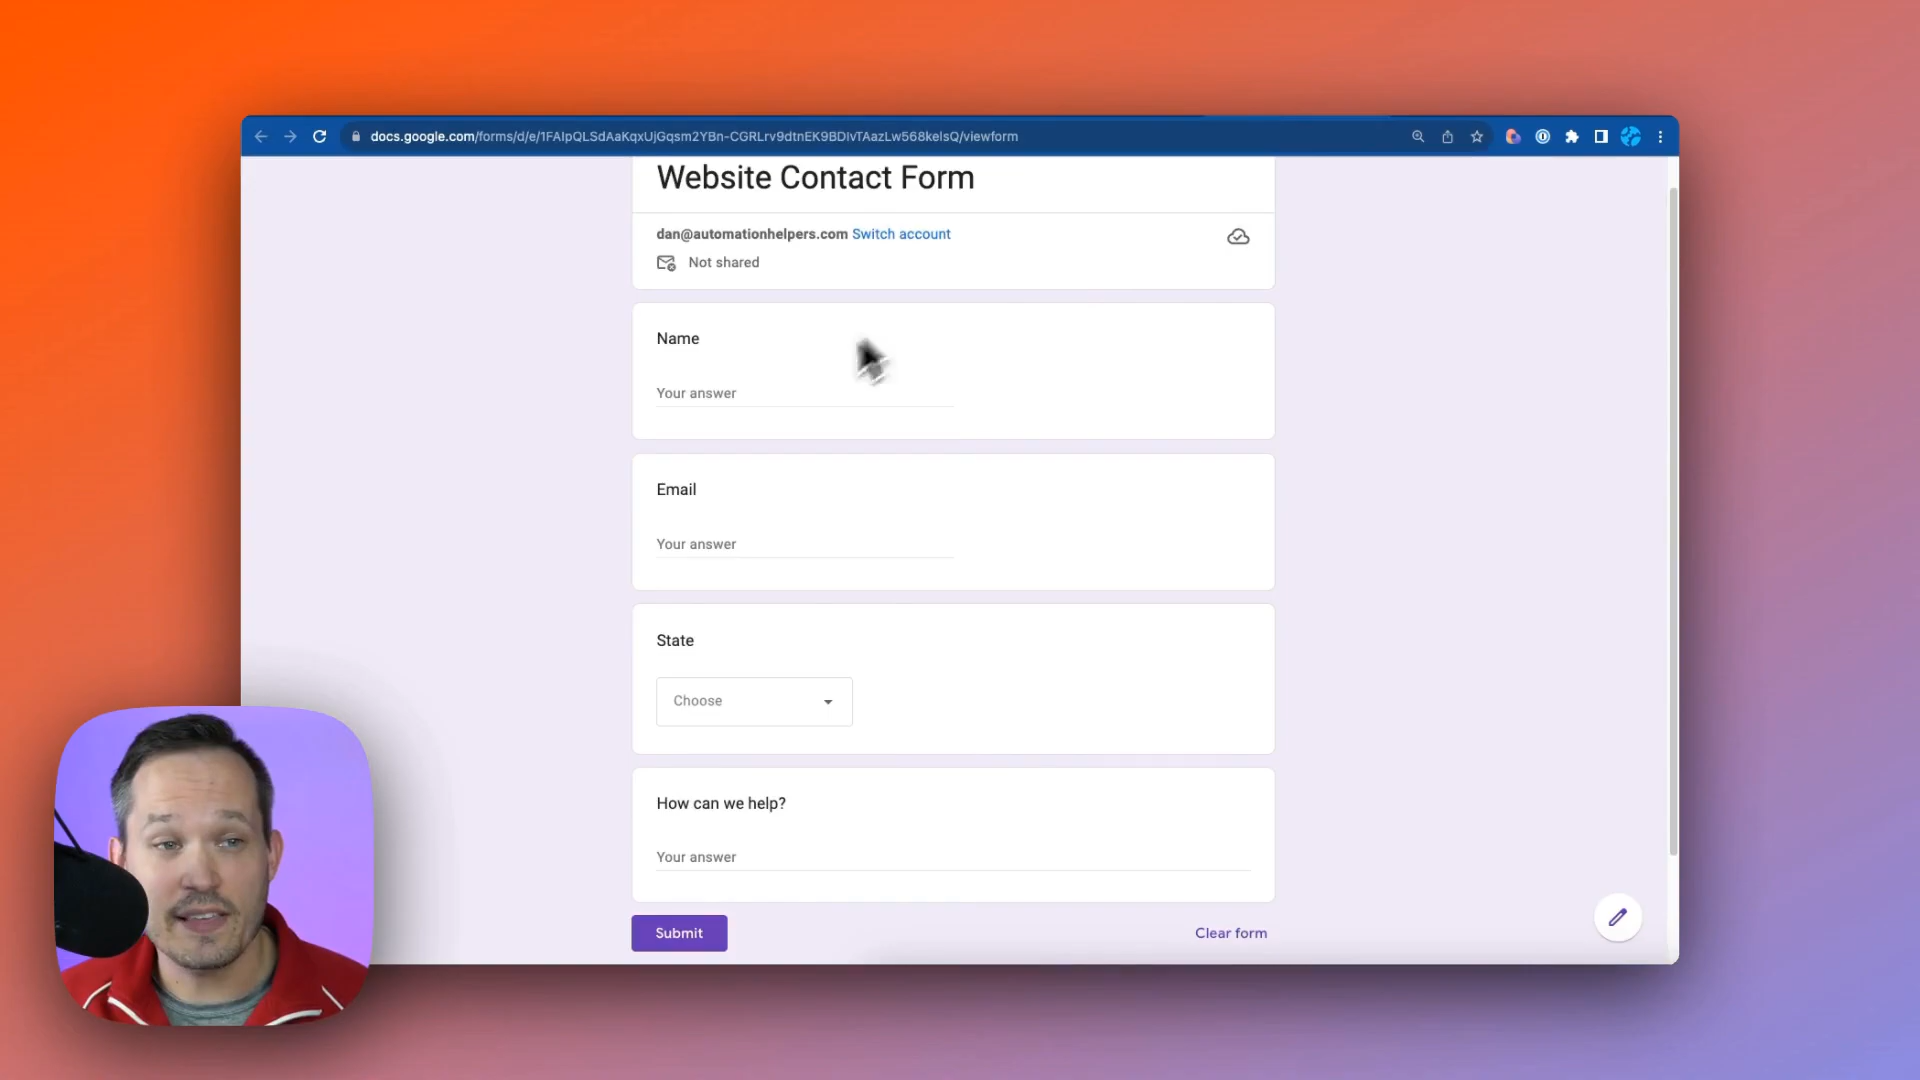 docs.google.com/forms/d/e/1FAIpQLSdAaKqxUjGqsm2YBn-CGRLrv9dtnEK9BDIvTAazLw568kelsQ/viewform
Website Contact Form
dan@automationhelpers.com Switch account
Not shared
Name
Your answer
Email
Your answer
State
Choose
How can we help?
Your answer
Submit
Clear form